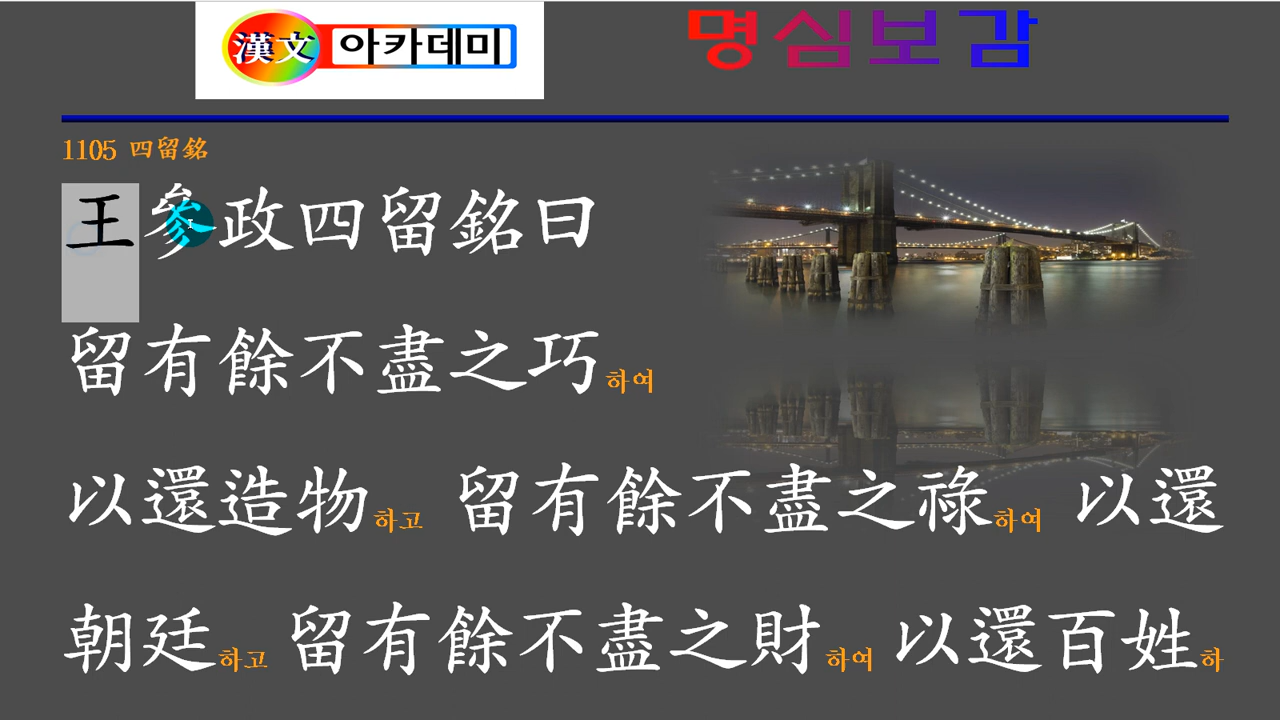 漢文 아카데미
명심보감
1105 四留銘
王參政四留銘曰
留有餘不盡之巧하여
以還造物하고 留有餘不盡之祿하여 以還
朝廷하고 留有餘不盡之財하여 以還百姓하